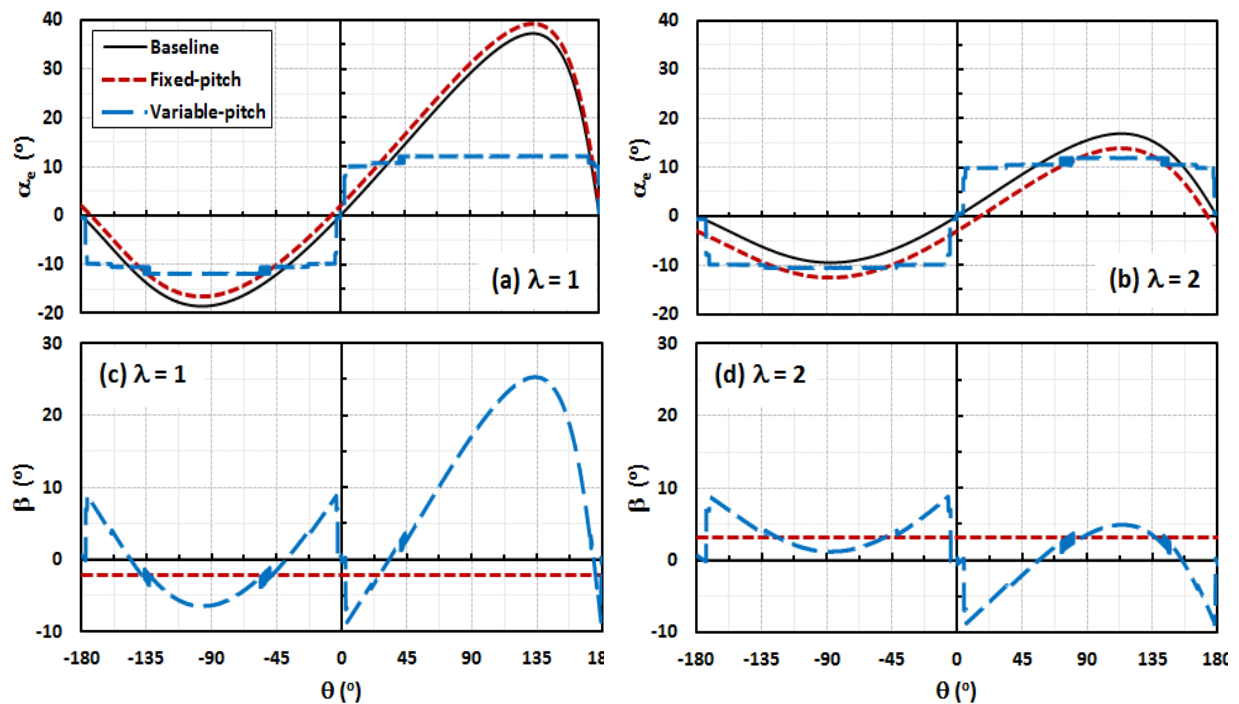 40
30
20
10
0
-10
-20
αe (o)
Baseline
Fixed-pitch
Variable-pitch
(a) λ = 1
40
30
20
10
0
-10
-20
αe (o)
(b) λ = 2
30
20
10
0
-10
β (o)
(c) λ = 1
-180 -135 -90 -45 0 45 90 135 18
θ (o)
30
20
10
0
-10
β (o)
(d) λ = 2
-180 -135 -90 -45 0 45 90 135 180
θ (o)